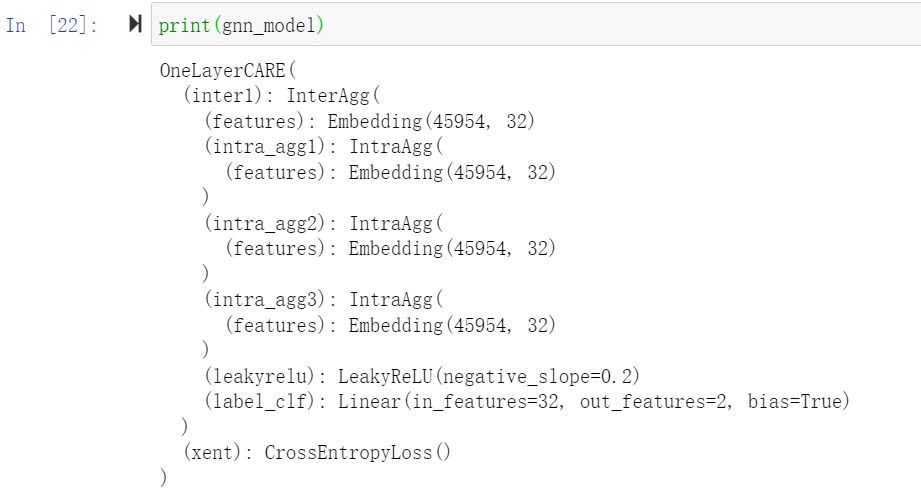 In [22]: print(gnn_model)
OneLayerCARE(
  (inter1): InterAgg(
    (features): Embedding(45954, 32)
    (intra_agg1): IntraAgg(
      (features): Embedding(45954, 32)
    )
    (intra_agg2): IntraAgg(
      (features): Embedding(45954, 32)
    )
    (intra_agg3): IntraAgg(
      (features): Embedding(45954, 32)
    )
    (leakyrelu): LeakyReLU(negative_slope=0.2)
    (label_clf): Linear(in_features=32, out_features=2, bias=True)
  )
  (xent): CrossEntropyLoss()
)